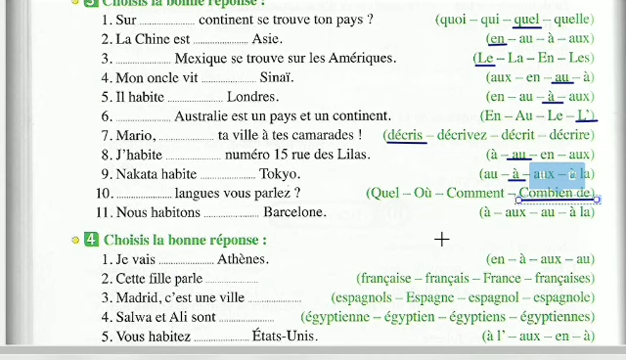 3 Choisis la bonne réponse :
1. Sur ............ continent se trouve ton pays ? (quoi – qui – quel – quelle)
2. La Chine est ............ Asie. (en – au – à – aux)
3. ............ Mexique se trouve sur les Amériques. (Le – La – En – Les)
4. Mon oncle vit ............ Sinaï. (aux – en – au – à)
5. Il habite ............ Londres. (en – au – à – aux)
6. ............ Australie est un pays et un continent. (En – Au – Le – L')
7. Mario, ............ ta ville à tes camarades ! (décris – décrivez – décrit – décrire)
8. J'habite ............ numéro 15 rue des Lilas. (à – au – en – aux)
9. Nakata habite ............ Tokyo. (au – à – aux – à la)
10. ............ langues vous parlez ? (Quel – Où – Comment – Combien de)
11. Nous habitons ............ Barcelone. (à – aux – au – à la)
4 Choisis la bonne réponse :
1. Je vais ............ Athènes. (en – à – aux – au)
2. Cette fille parle ............ (française – français – France – françaises)
3. Madrid, c'est une ville ............ (espagnols – Espagne – espagnol – espagnole)
4. Salwa et Ali sont ............ (égyptienne – égyptien – égyptiens – égyptiennes)
5. Vous habitez ............ États-Unis. (à l' – aux – en – à)